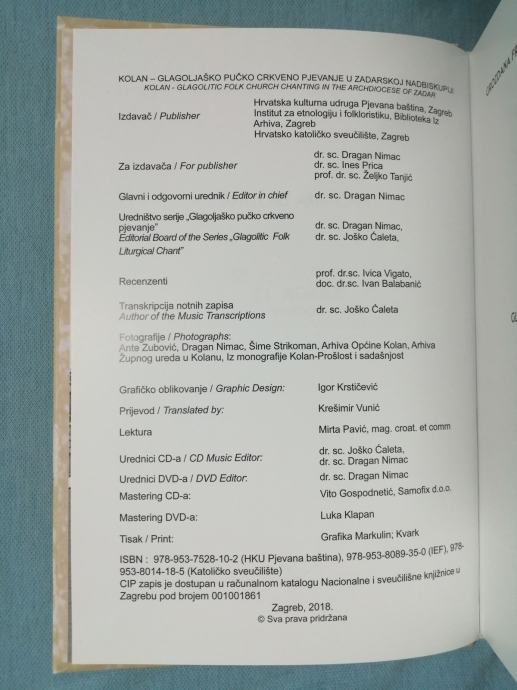 KOLAN – GLAGOLJAŠKO PUČKO CRKVENO PJEVANJE U ZADARSKOJ NADBISKUPIJI
KOLAN - GLAGOLITIC FOLK CHURCH CHANTING IN THE ARCHDIOCESE OF ZADAR
Izdavač / Publisher
Hrvatska kulturna udruga Pjevana baština, Zagreb
Institut za etnologiju i folkloristiku, Biblioteka Iz
Arhiva, Zagreb
Hrvatsko katoličko sveučilište, Zagreb
Za izdavača / For publisher
dr. sc. Dragan Nimac
dr. sc. Ines Prica
prof. dr. sc. Željko Tanjić
Glavni i odgovorni urednik / Editor in chief
dr. sc. Dragan Nimac
Uredništvo serije „Glagoljaško pučko crkveno
pjevanje"
Editorial Board of the Series „Glagolitic Folk
Liturgical Chant"
dr. sc. Dragan Nimac,
dr. sc. Joško Ćaleta,
Recenzenti
prof. dr.sc. Ivica Vigato,
doc. dr.sc. Ivan Balabanić
Transkripcija notnih zapisa
Author of the Music Transcriptions
dr. sc. Joško Ćaleta
Fotografije / Photographs:
Ante Zubović, Dragan Nimac, Šime Strikoman, Arhiva Općine Kolan, Arhiva
Župnog ureda u Kolanu, Iz monografije Kolan-Prošlost i sadašnjost
Grafičko oblikovanje / Graphic Design:
Igor Krstičević
Prijevod / Translated by:
Krešimir Vunić
Lektura
Mirta Pavić, mag. croat. et comm
Urednici CD-a / CD Music Editor:
dr. sc. Joško Ćaleta,
dr. sc. Dragan Nimac
Urednici DVD-a / DVD Editor:
dr. sc. Dragan Nimac
Mastering CD-a:
Vito Gospodnetić, Samofix d.o.o.
Mastering DVD-a:
Luka Klapan
Tisak / Print:
Grafika Markulin; Kvark
ISBN : 978-953-7528-10-2 (HKU Pjevana baština), 978-953-8089-35-0 (IEF), 978-
953-8014-18-5 (Katoličko sveučilište)
CIP zapis je dostupan u računalnom katalogu Nacionalne i sveučilišne knjižnice u
Zagrebu pod brojem 001001861
Zagreb, 2018.
© Sva prava pridržana